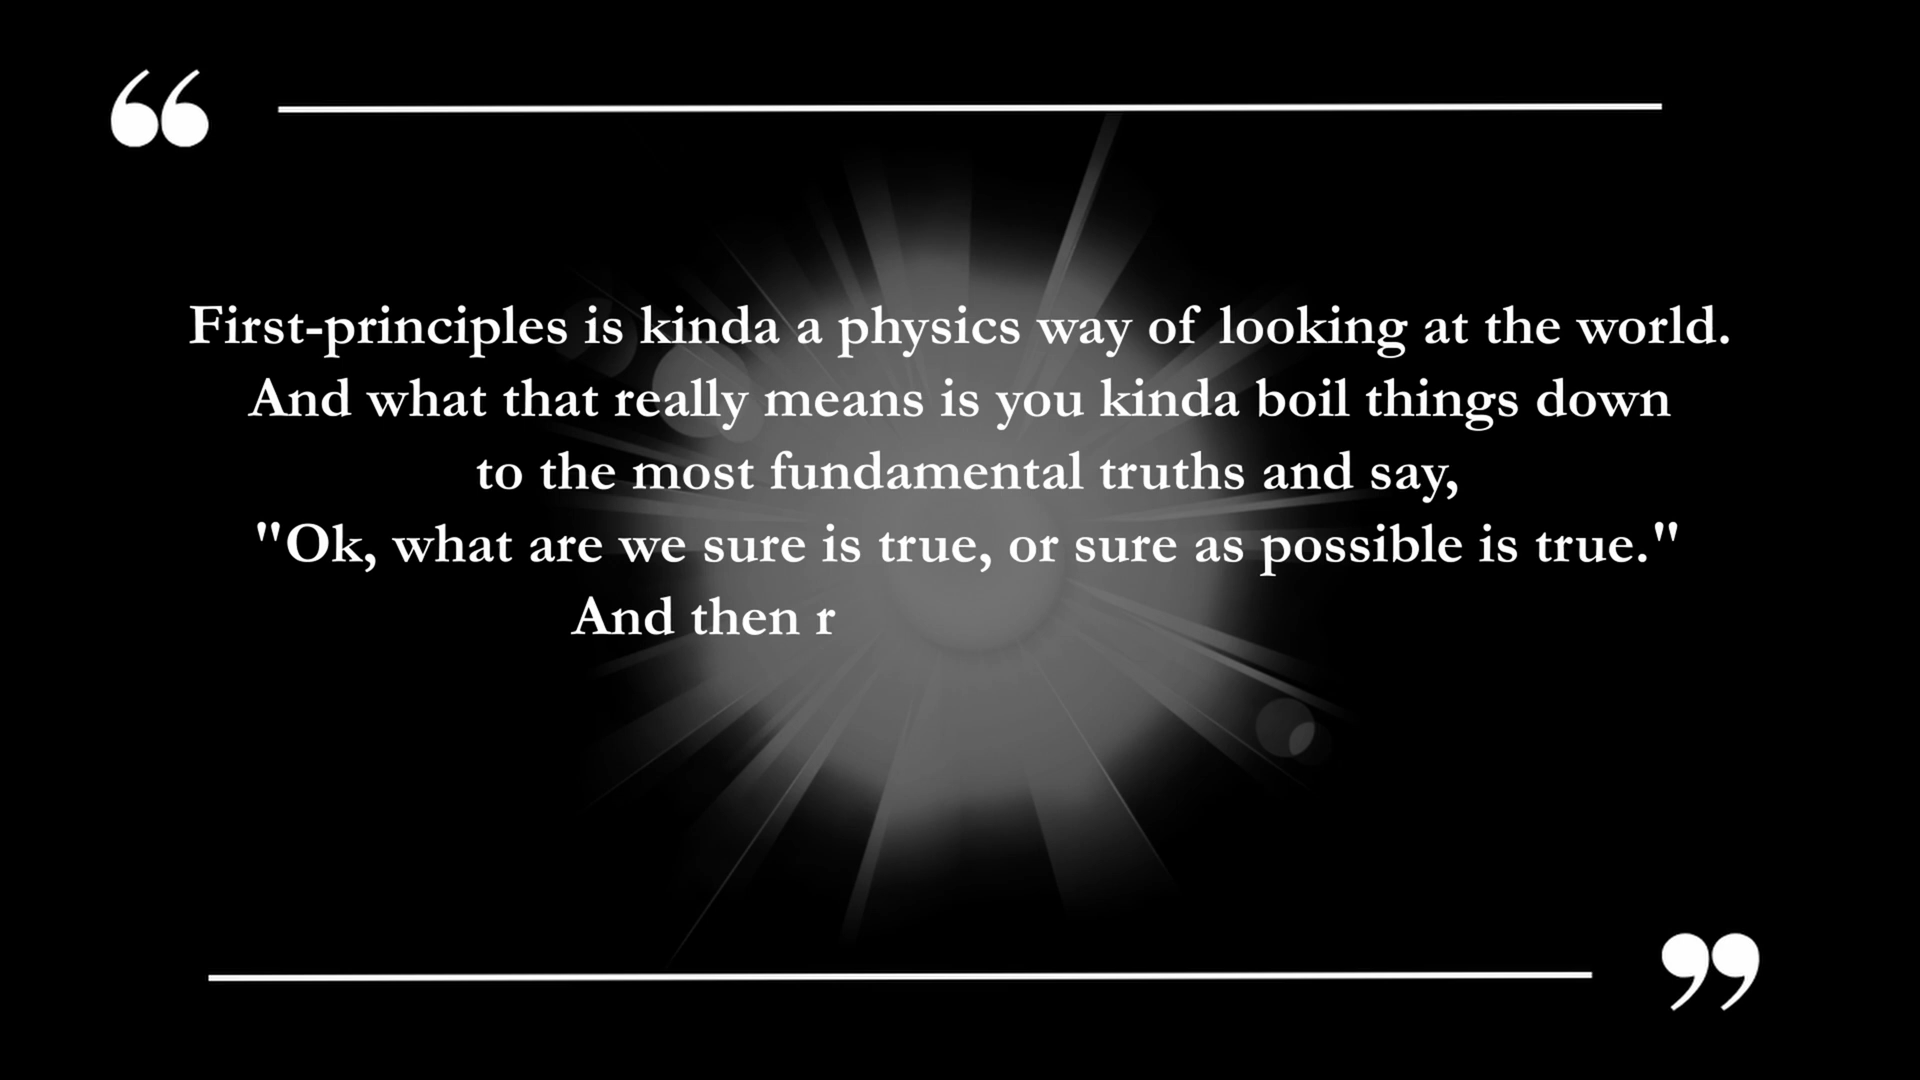 “
First-principles is kinda a physics way of looking at the world.
And what that really means is you kinda boil things down
to the most fundamental truths and say,
"Ok, what are we sure is true, or sure as possible is true."
And then r
”